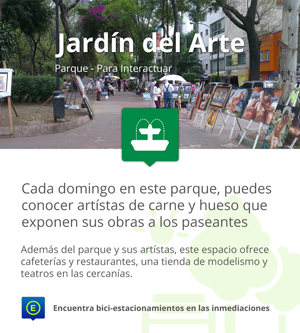 Jardín del Arte
Parque - Para Interactuar
Cada domingo en este parque, puedes
conocer artístas de carne y hueso que
exponen sus obras a los paseantes
Además del parque y sus artístas, este espacio ofrece
cafeterías y restaurantes, una tienda de modelismo y
teatros en las cercanías.
E Encuentra bici-estacionamientos en las inmediaciones